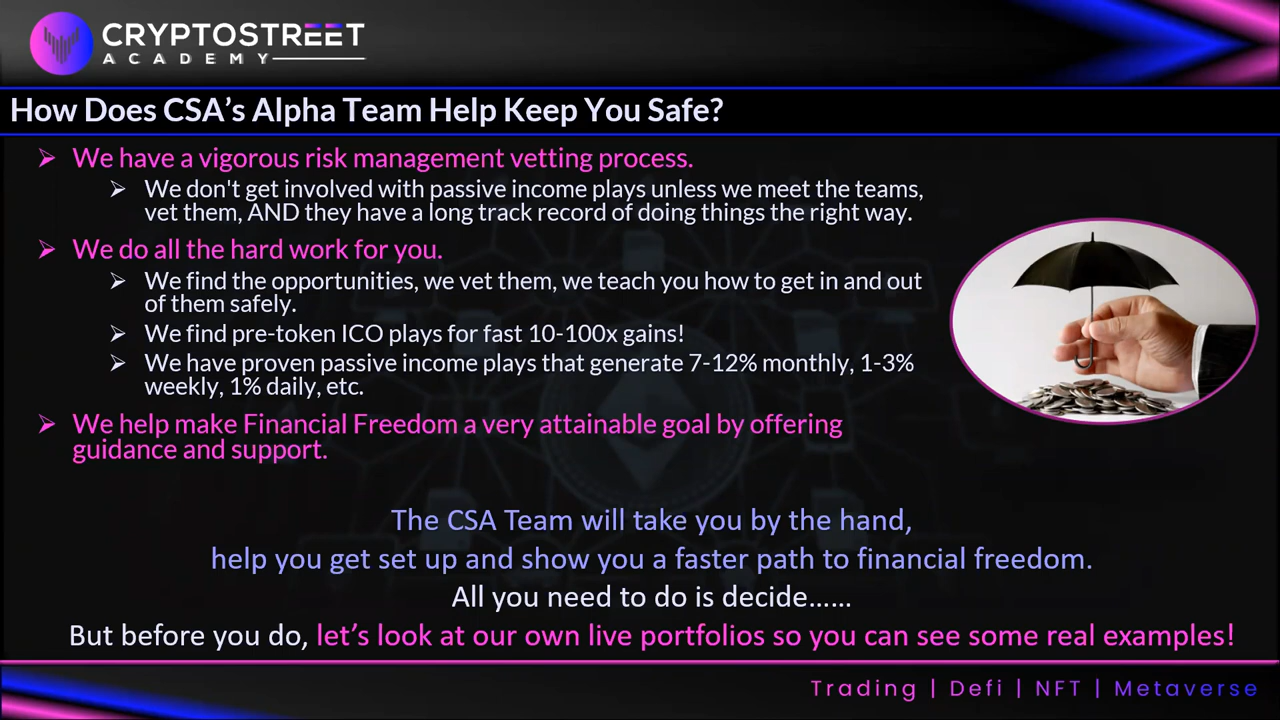 CRYPTOSTREET
ACADEMY
How Does CSA’s Alpha Team Help Keep You Safe?
We have a vigorous risk management vetting process.
We don't get involved with passive income plays unless we meet the teams,
vet them, AND they have a long track record of doing things the right way.
We do all the hard work for you.
We find the opportunities, we vet them, we teach you how to get in and out
of them safely.
We find pre-token ICO plays for fast 10-100x gains!
We have proven passive income plays that generate 7-12% monthly, 1-3%
weekly, 1% daily, etc.
We help make Financial Freedom a very attainable goal by offering
guidance and support.
The CSA Team will take you by the hand,
help you get set up and show you a faster path to financial freedom.
All you need to do is decide……
But before you do, let’s look at our own live portfolios so you can see some real examples!
Trading | Defi | NFT | Metaverse